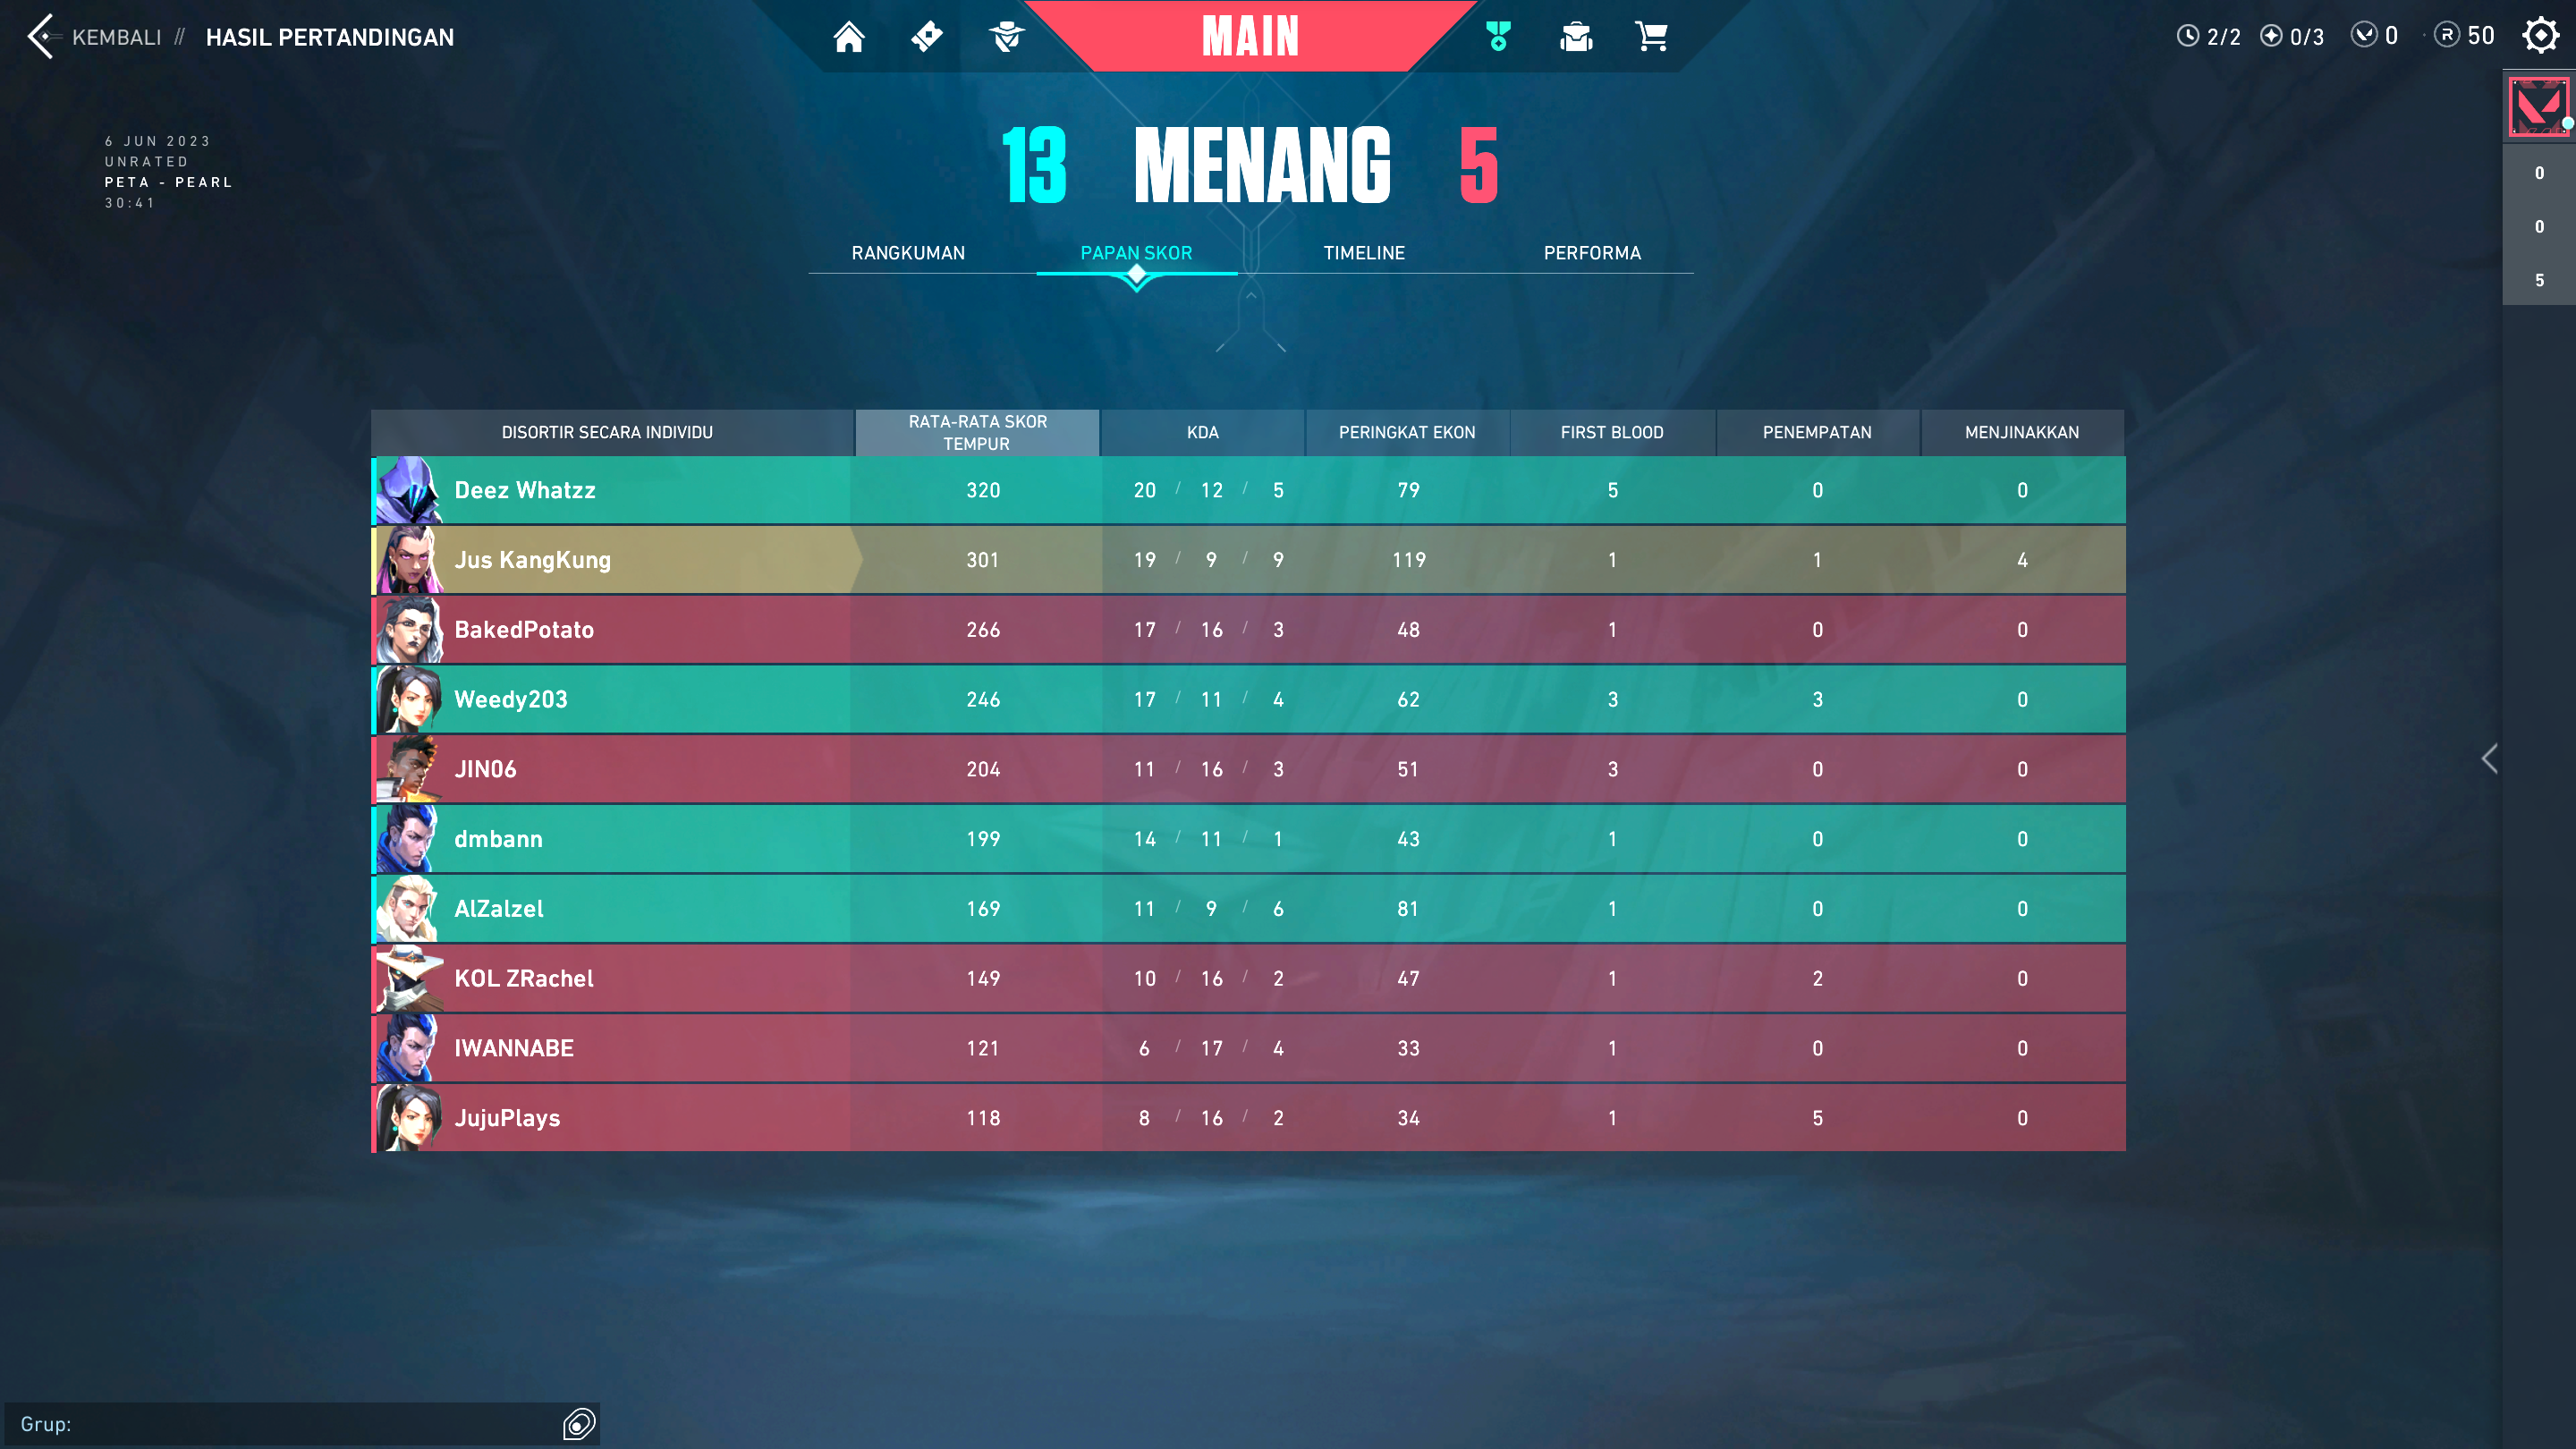 KEMBALI // HASIL PERTANDINGAN
MAIN
2/2 0/3 0 R 50
6 JUN 2023
UNRATED
PETA - PEARL
30:41
13 MENANG 5
RANGKUMAN PAPAN SKOR TIMELINE PERFORMA
0
0
5
DISORTIR SECARA INDIVIDU RATA-RATA SKOR TEMPUR KDA PERINGKAT EKON FIRST BLOOD PENEMPATAN MENJINAKKAN
Deez Whatzz 320 20 / 12 / 5 79 5 0 0
Jus KangKung 301 19 / 9 / 9 119 1 1 4
BakedPotato 266 17 / 16 / 3 48 1 0 0
Weedy203 246 17 / 11 / 4 62 3 3 0
JIN06 204 11 / 16 / 3 51 3 0 0
dmbann 199 14 / 11 / 1 43 1 0 0
AlZalzel 169 11 / 9 / 6 81 1 0 0
KOL ZRachel 149 10 / 16 / 2 47 1 2 0
IWANNABE 121 6 / 17 / 4 33 1 0 0
JujuPlays 118 8 / 16 / 2 34 1 5 0
Grup: